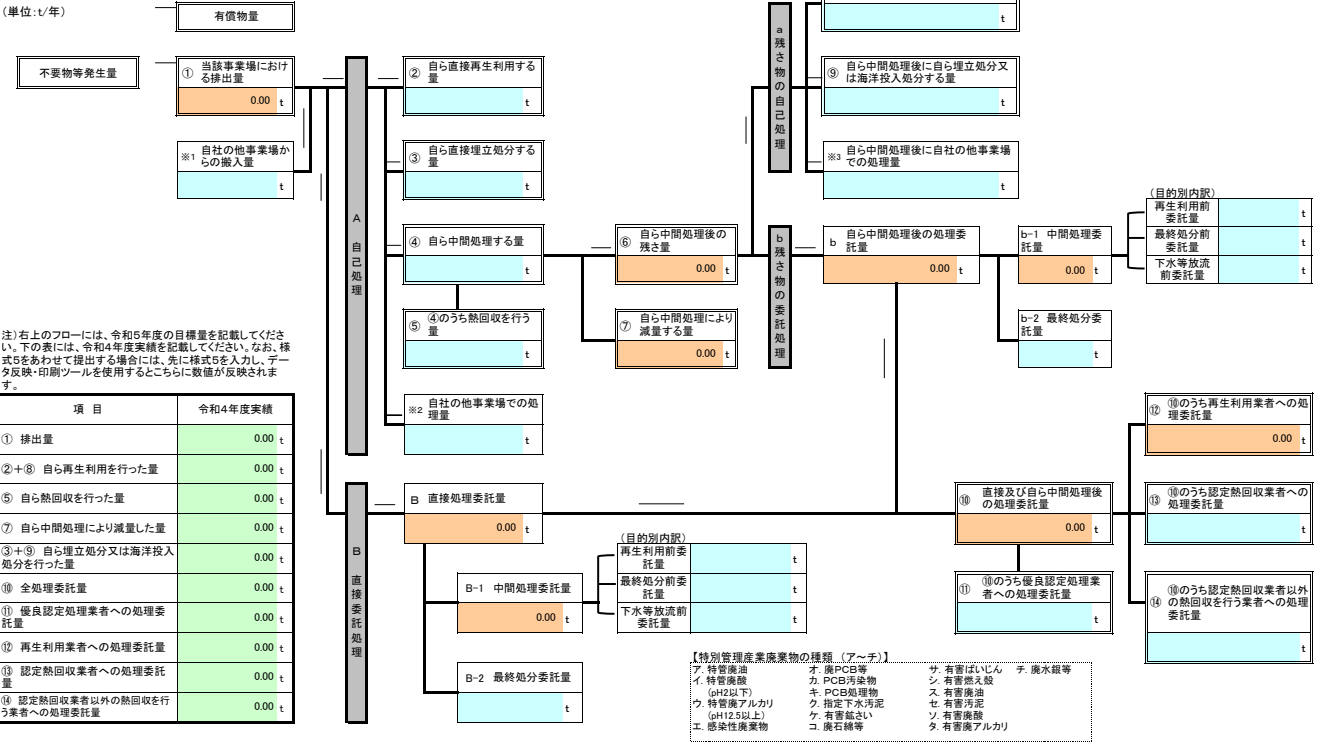 (単位:t/年)
有償物量
不要物等発生量
① 当該事業場におけ
る排出量
0.00 t
※1 自社の他事業場か
らの搬入量
t
A 自己処理
② 自ら直接再生利用する
量
t
③ 自ら直接埋立処分する
量
t
④ 自ら中間処理する量
t
⑤ ④のうち熱回収を行う
量
t
※2 自社の他事業場での処
理量
t
⑥ 自ら中間処理後の
残さ量
0.00 t
⑦ 自ら中間処理により
減量する量
0.00 t
a 残さ物の自己処理
t
⑨ 自ら中間処理後に自ら埋立処分又
は海洋投入処分する量
t
※3 自ら中間処理後に自社の他事業場
での処理量
t
b 残さ物の委託処理
b 自ら中間処理後の処理委
託量
0.00 t
b-1 中間処理委
託量
0.00 t
b-2 最終処分委
託量
t
(目的別内訳)
再生利用前
委託量
t
最終処分前
委託量
t
下水等放流
前委託量
t
注)右上のフローには、令和5年度の目標量を記載してくださ
い。下の表には、令和4年度実績を記載してください。なお、様
式5をあわせて提出する場合には、先に様式5を入力し、デー
タ反映・印刷ツールを使用するとこちらに数値が反映されま
す。
項 目 令和4年度実績
① 排出量 0.00 t
②+⑧ 自ら再生利用を行った量 0.00 t
⑤ 自ら熱回収を行った量 0.00 t
⑦ 自ら中間処理により減量した量 0.00 t
③+⑨ 自ら埋立処分又は海洋投入
処分を行った量 0.00 t
⑩ 全処理委託量 0.00 t
⑪ 優良認定処理業者への処理委
託量 0.00 t
⑫ 再生利用業者への処理委託量 0.00 t
⑬ 認定熱回収業者への処理委託
量 0.00 t
⑭ 認定熱回収業者以外の熱回収を行
う業者への処理委託量 0.00 t
B 直接委託処理
B 直接処理委託量
0.00 t
B-1 中間処理委託量
0.00 t
B-2 最終処分委託量
t
(目的別内訳)
再生利用前委
託量
t
最終処分前委
託量
t
下水等放流前
委託量
t
⑩ 直接及び自ら中間処理後
の処理委託量
0.00 t
⑪ ⑩のうち優良認定処理業
者への処理委託量
t
⑫ ⑩のうち再生利用業者への処
理委託量
0.00 t
⑬ ⑩のうち認定熱回収業者への
処理委託量
t
⑭ ⑩のうち認定熱回収業者以外
の熱回収を行う業者への処理
委託量
t
【特別管理産業廃棄物の種類 (ア~チ)】
ア. 特管廃油 オ. 廃PCB等 サ. 有害ばいじん チ. 廃水銀等
イ. 特管廃酸 カ. PCB汚染物 シ. 有害燃え殻
(pH2以下) キ. PCB処理物 ス. 有害廃油
ウ. 特管廃アルカリ ク. 指定下水汚泥 セ. 有害汚泥
(pH12.5以上) ケ. 有害鉱さい ソ. 有害廃酸
エ. 感染性廃棄物 コ. 廃石綿等 タ. 有害廃アルカリ